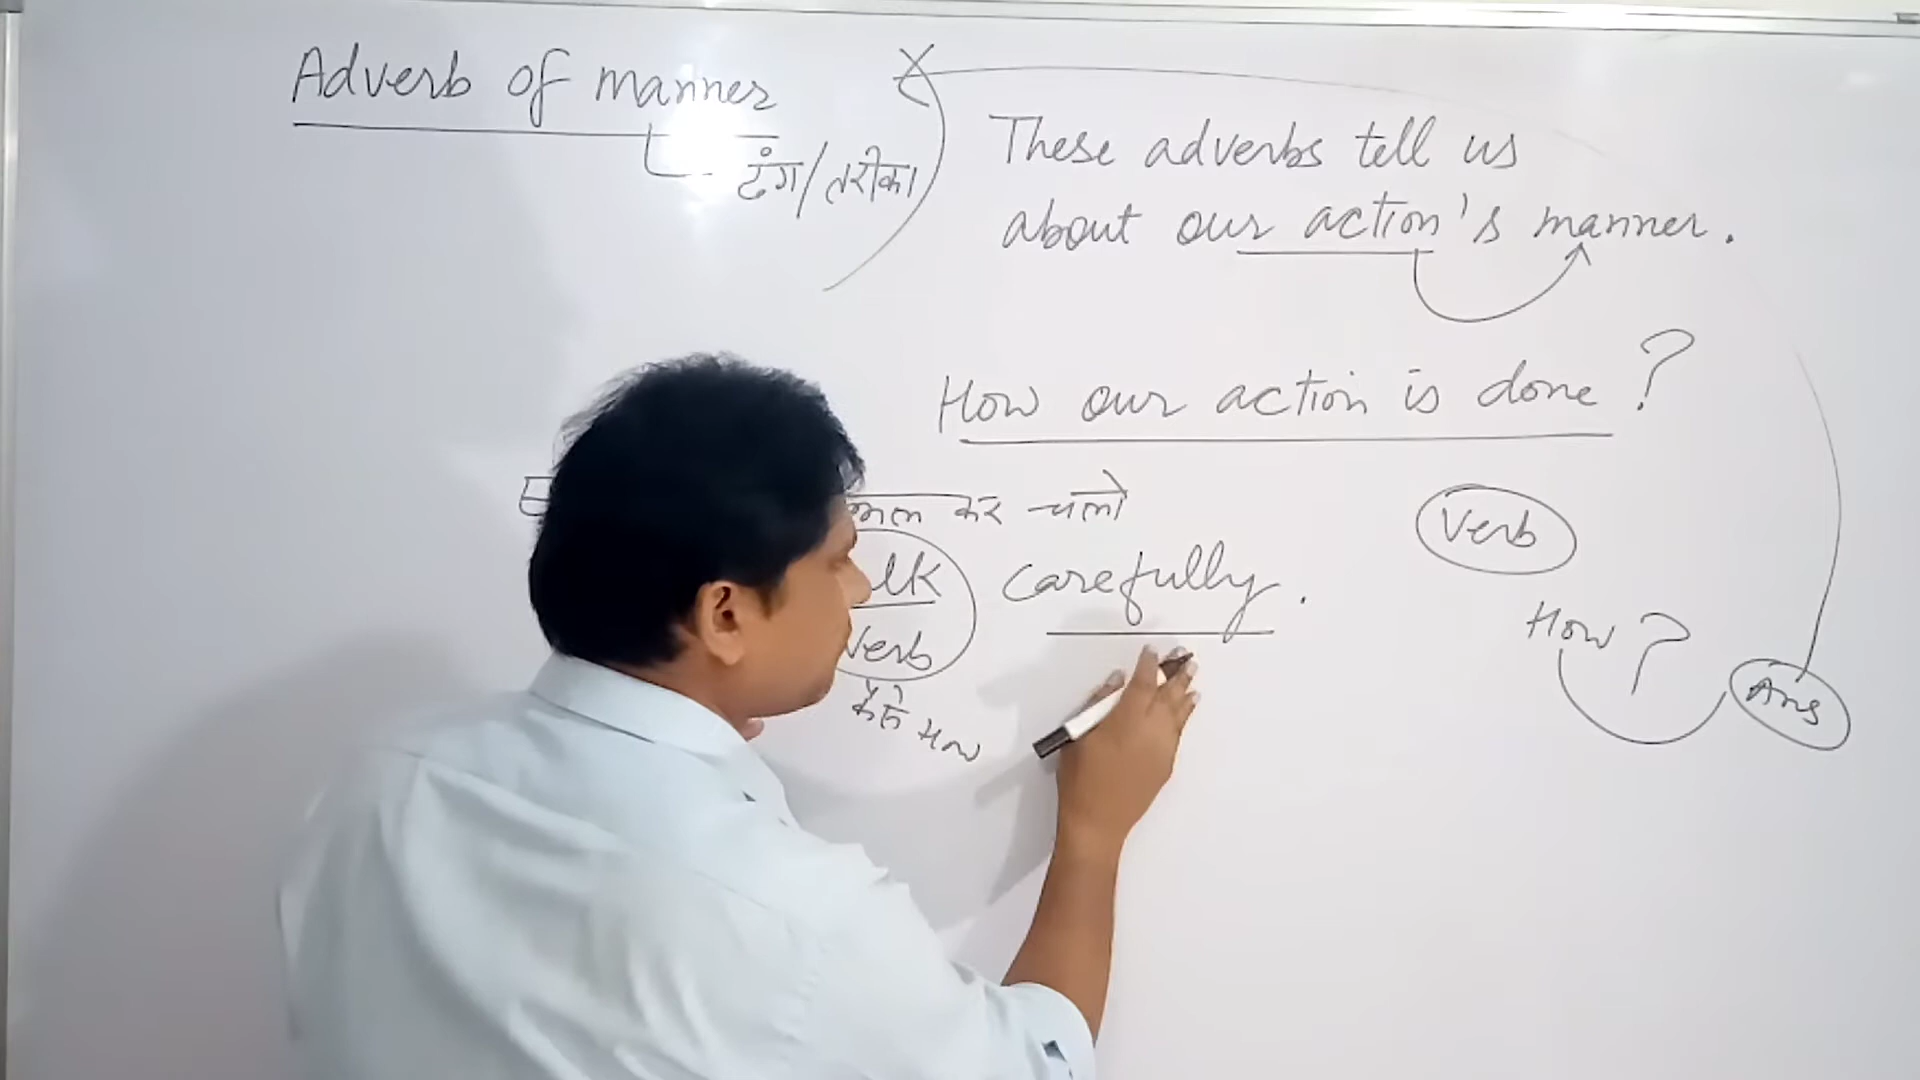 Adverb of manner
ढंग/तरीका
These adverbs tell us
about our action's manner.
How our action is done?
कर चलो
carefully.
Verb
कैसे How
Verb
How?
Ans